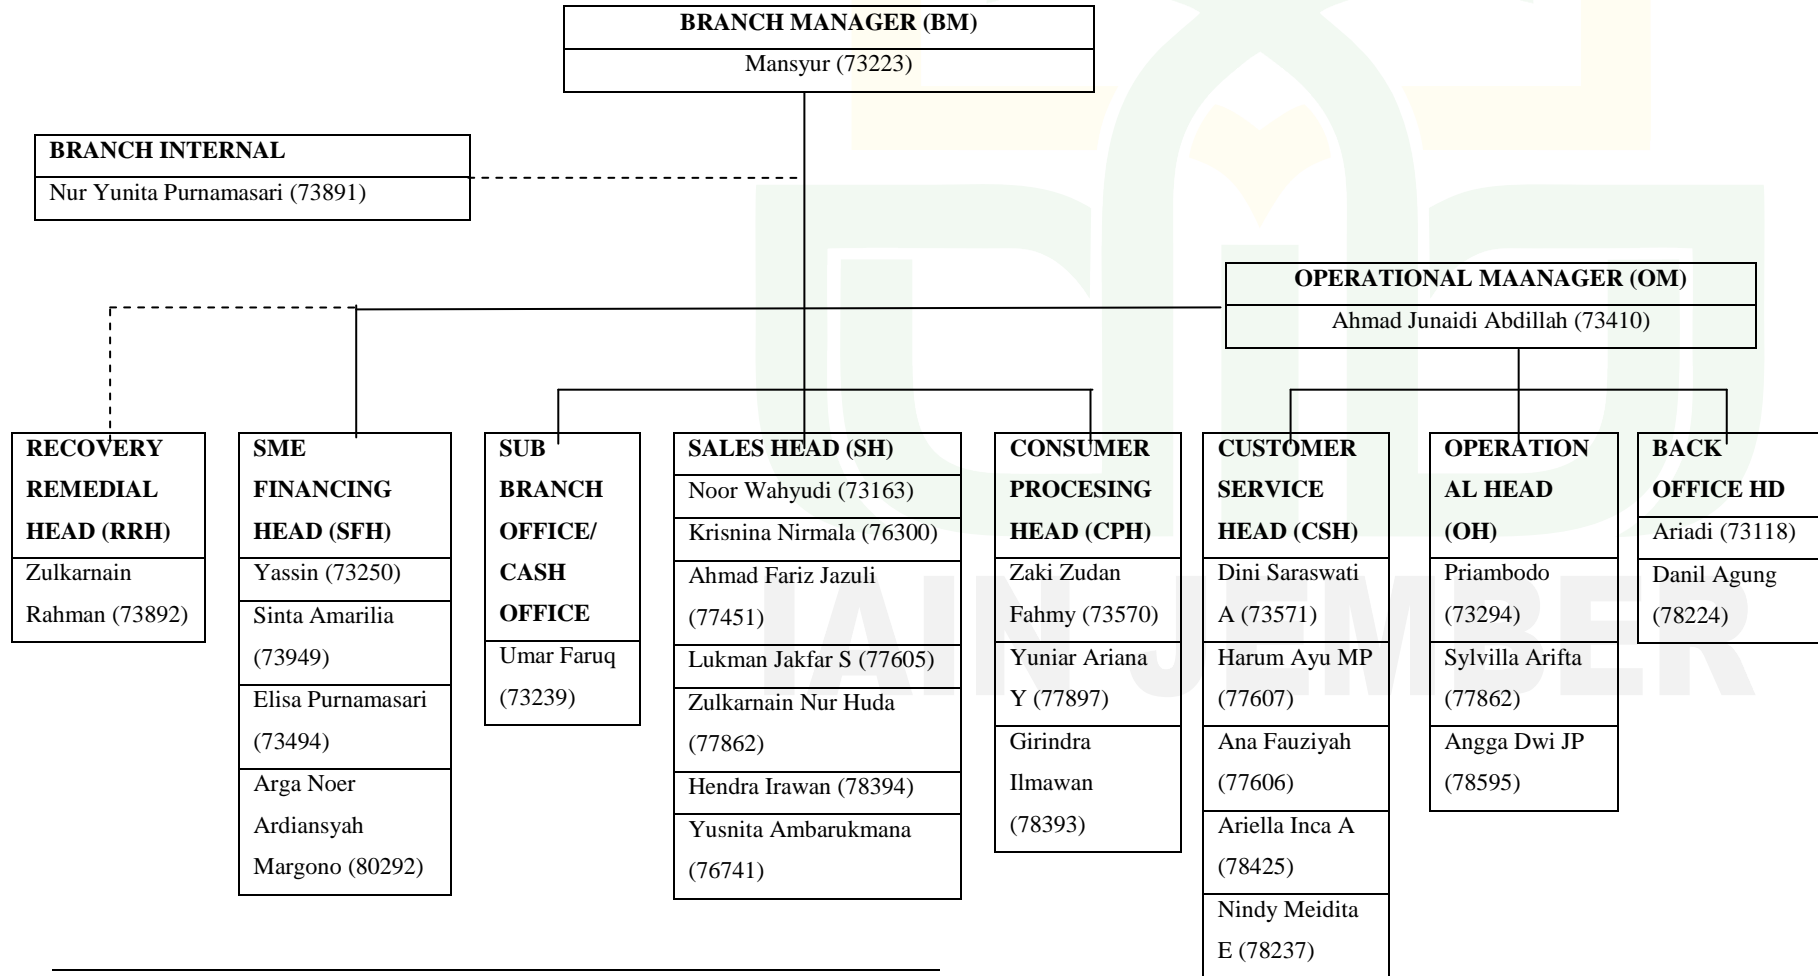 BRANCH MANAGER (BM)
Mansyur (73223)
BRANCH INTERNAL
Nur Yunita Purnamasari (73891)
OPERATIONAL MAANAGER (OM)
Ahmad Junaidi Abdillah (73410)
RECOVERY
REMEDIAL
HEAD (RRH)
Zulkarnain
Rahman (73892)
SME
FINANCING
HEAD (SFH)
Yassin (73250)
Sinta Amarilia
(73949)
Elisa Purnamasari
(73494)
Arga Noer
Ardiansyah
Margono (80292)
SUB
BRANCH
OFFICE/
CASH
OFFICE
Umar Faruq
(73239)
SALES HEAD (SH)
Noor Wahyudi (73163)
Krisnina Nirmala (76300)
Ahmad Fariz Jazuli
(77451)
Lukman Jakfar S (77605)
Zulkarnain Nur Huda
(77862)
Hendra Irawan (78394)
Yusnita Ambarukmana
(76741)
CONSUMER
PROCESING
HEAD (CPH)
Zaki Zudan
Fahmy (73570)
Yuniar Ariana
Y (77897)
Girindra
Ilmawan
(78393)
CUSTOMER
SERVICE
HEAD (CSH)
Dini Saraswati
A (73571)
Harum Ayu MP
(77607)
Ana Fauziyah
(77606)
Ariella Inca A
(78425)
Nindy Meidita
E (78237)
OPERATION
AL HEAD
(OH)
Priambodo
(73294)
Sylvilla Arifta
(77862)
Angga Dwi JP
(78595)
BACK
OFFICE HD
Ariadi (73118)
Danil Agung
(78224)
IAIN JEMBER